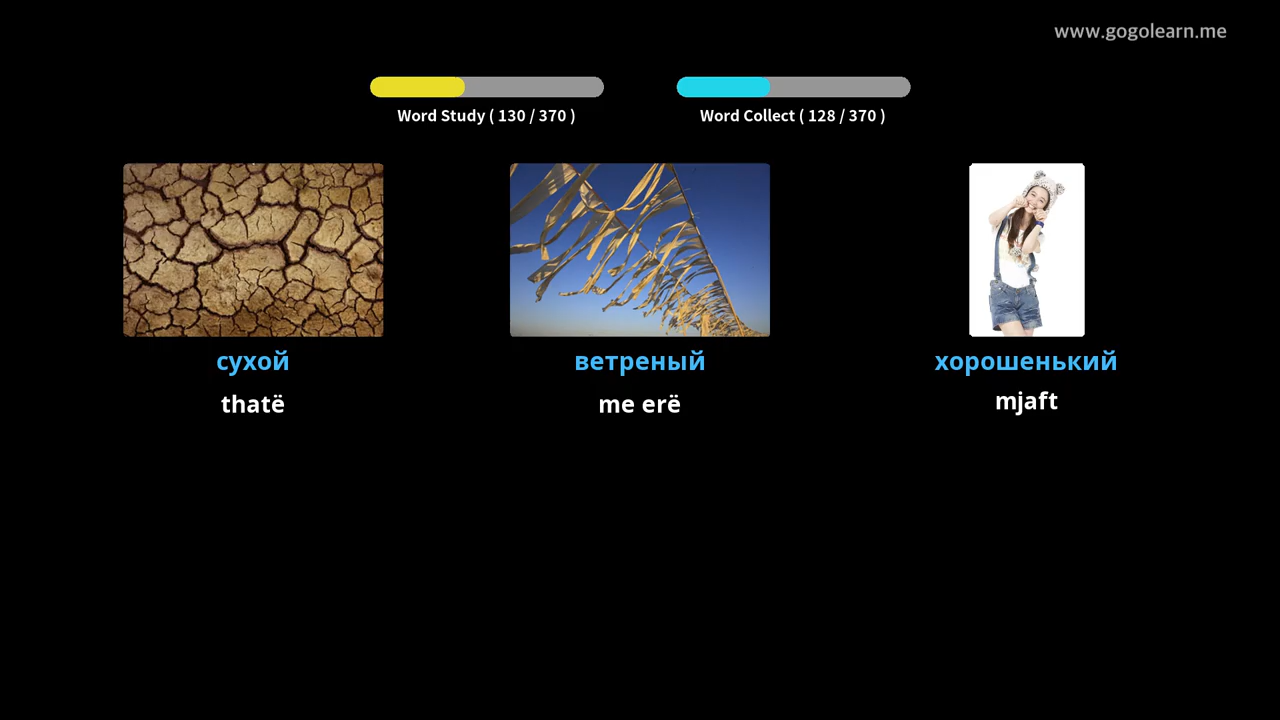 www.gogolearn.me
Word Study ( 130 / 370 )
Word Collect ( 128 / 370 )
сухой
ветреный
хорошенький
thatë
me erë
mjaft